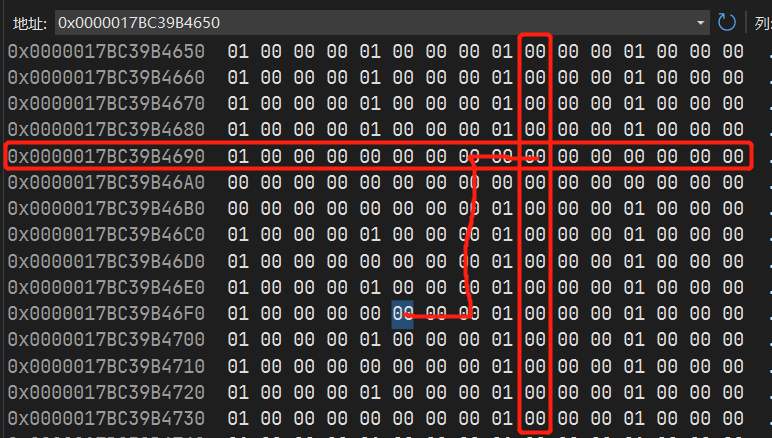 地址: 0x0000017BC39B4650 列:
0x0000017BC39B4650 01 00 00 00 01 00 00 00 01 00 00 00 01 00 00 00 .
0x0000017BC39B4660 01 00 00 00 01 00 00 00 01 00 00 00 01 00 00 00 .
0x0000017BC39B4670 01 00 00 00 01 00 00 00 01 00 00 00 01 00 00 00 .
0x0000017BC39B4680 01 00 00 00 01 00 00 00 01 00 00 00 01 00 00 00 .
0x0000017BC39B4690 01 00 00 00 00 00 00 00 00 00 00 00 00 00 00 00 .
0x0000017BC39B46A0 00 00 00 00 00 00 00 00 00 00 00 00 00 00 00 00 .
0x0000017BC39B46B0 00 00 00 00 00 00 00 00 01 00 00 00 01 00 00 00 .
0x0000017BC39B46C0 01 00 00 00 01 00 00 00 01 00 00 00 01 00 00 00 .
0x0000017BC39B46D0 01 00 00 00 00 00 00 00 01 00 00 00 00 00 00 00 .
0x0000017BC39B46E0 01 00 00 00 01 00 00 00 01 00 00 00 01 00 00 00 .
0x0000017BC39B46F0 01 00 00 00 00 00 00 00 01 00 00 00 01 00 00 00 .
0x0000017BC39B4700 01 00 00 00 01 00 00 00 01 00 00 00 01 00 00 00 .
0x0000017BC39B4710 01 00 00 00 00 00 00 00 01 00 00 00 00 00 00 00 .
0x0000017BC39B4720 01 00 00 00 01 00 00 00 01 00 00 00 01 00 00 00 .
0x0000017BC39B4730 01 00 00 00 00 00 00 00 01 00 00 00 01 00 00 00 .